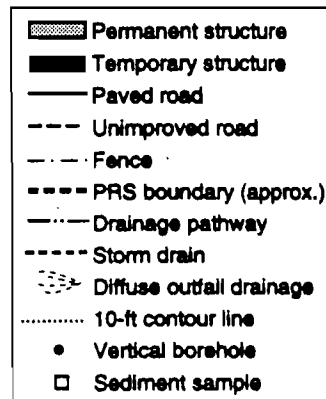 Permanent structure
Temporary structure
Paved road
Unimproved road
Fence
PRS boundary (approx.)
Drainage pathway
Storm drain
Diffuse outfall drainage
10-ft contour line
Vertical borehole
Sediment sample